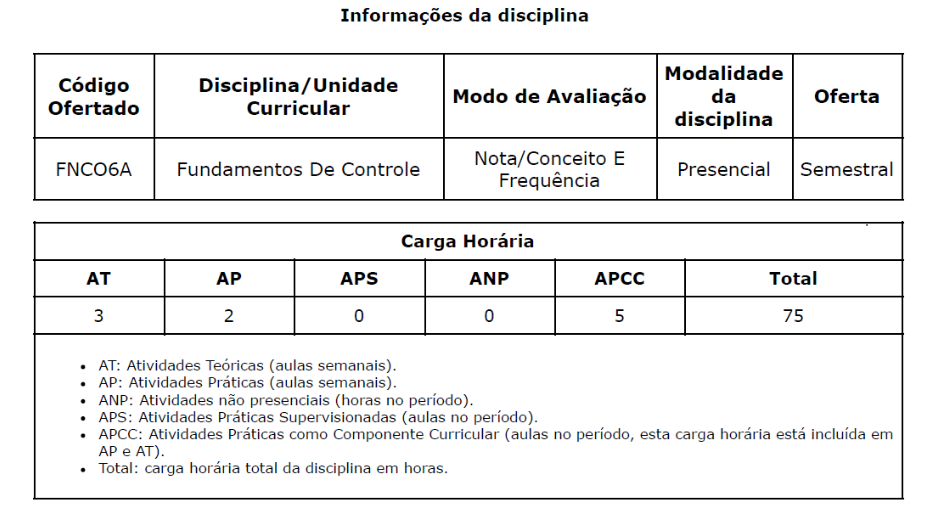 Informações da disciplina
Código Ofertado
Disciplina/Unidade Curricular
Modo de Avaliação
Modalidade da disciplina
Oferta
FNCO6A
Fundamentos De Controle
Nota/Conceito E Frequência
Presencial
Semestral
Carga Horária
AT
AP
APS
ANP
APCC
Total
3
2
0
0
5
75
• AT: Atividades Teóricas (aulas semanais).
• AP: Atividades Práticas (aulas semanais).
• ANP: Atividades não presenciais (horas no período).
• APS: Atividades Práticas Supervisionadas (aulas no período).
• APCC: Atividades Práticas como Componente Curricular (aulas no período, esta carga horária está incluída em
AP e AT).
• Total: carga horária total da disciplina em horas.